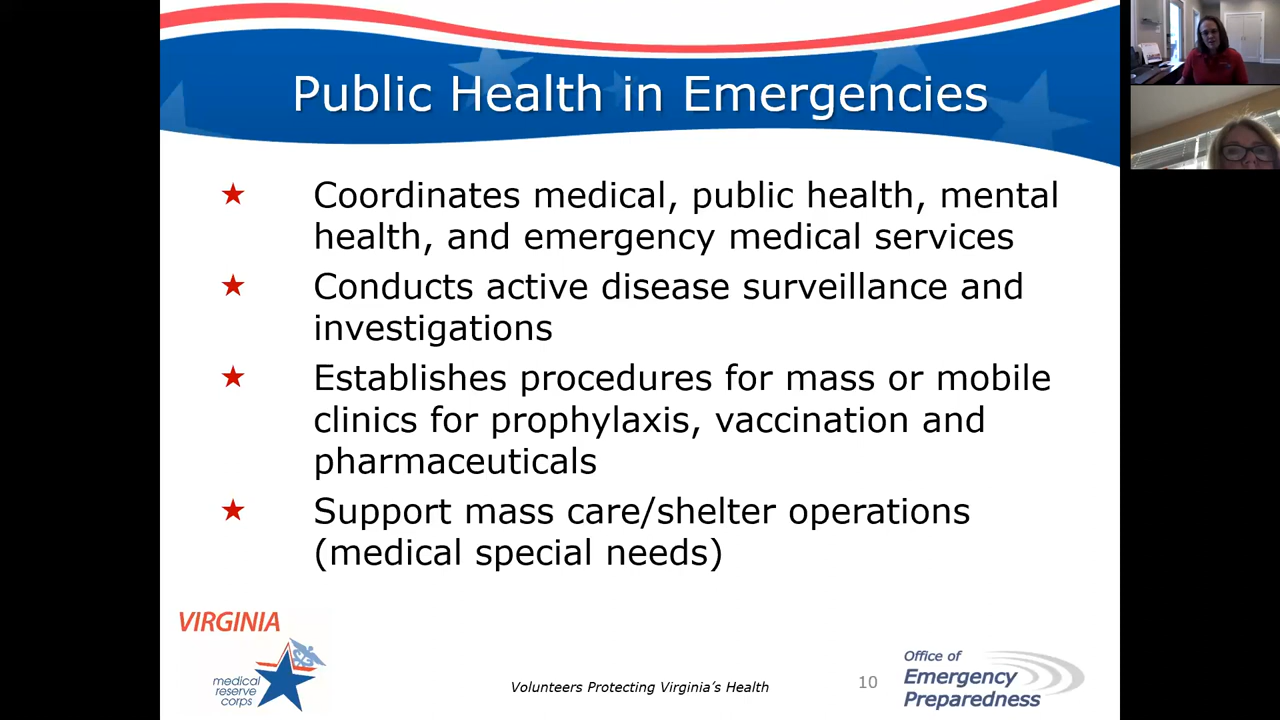 Public Health in Emergencies
Coordinates medical, public health, mental
health, and emergency medical services
Conducts active disease surveillance and
investigations
Establishes procedures for mass or mobile
clinics for prophylaxis, vaccination and
pharmaceuticals
Support mass care/shelter operations
(medical special needs)
VIRGINIA
medical
reserve
corps
Volunteers Protecting Virginia's Health
10
Office of
Emergency
Preparedness